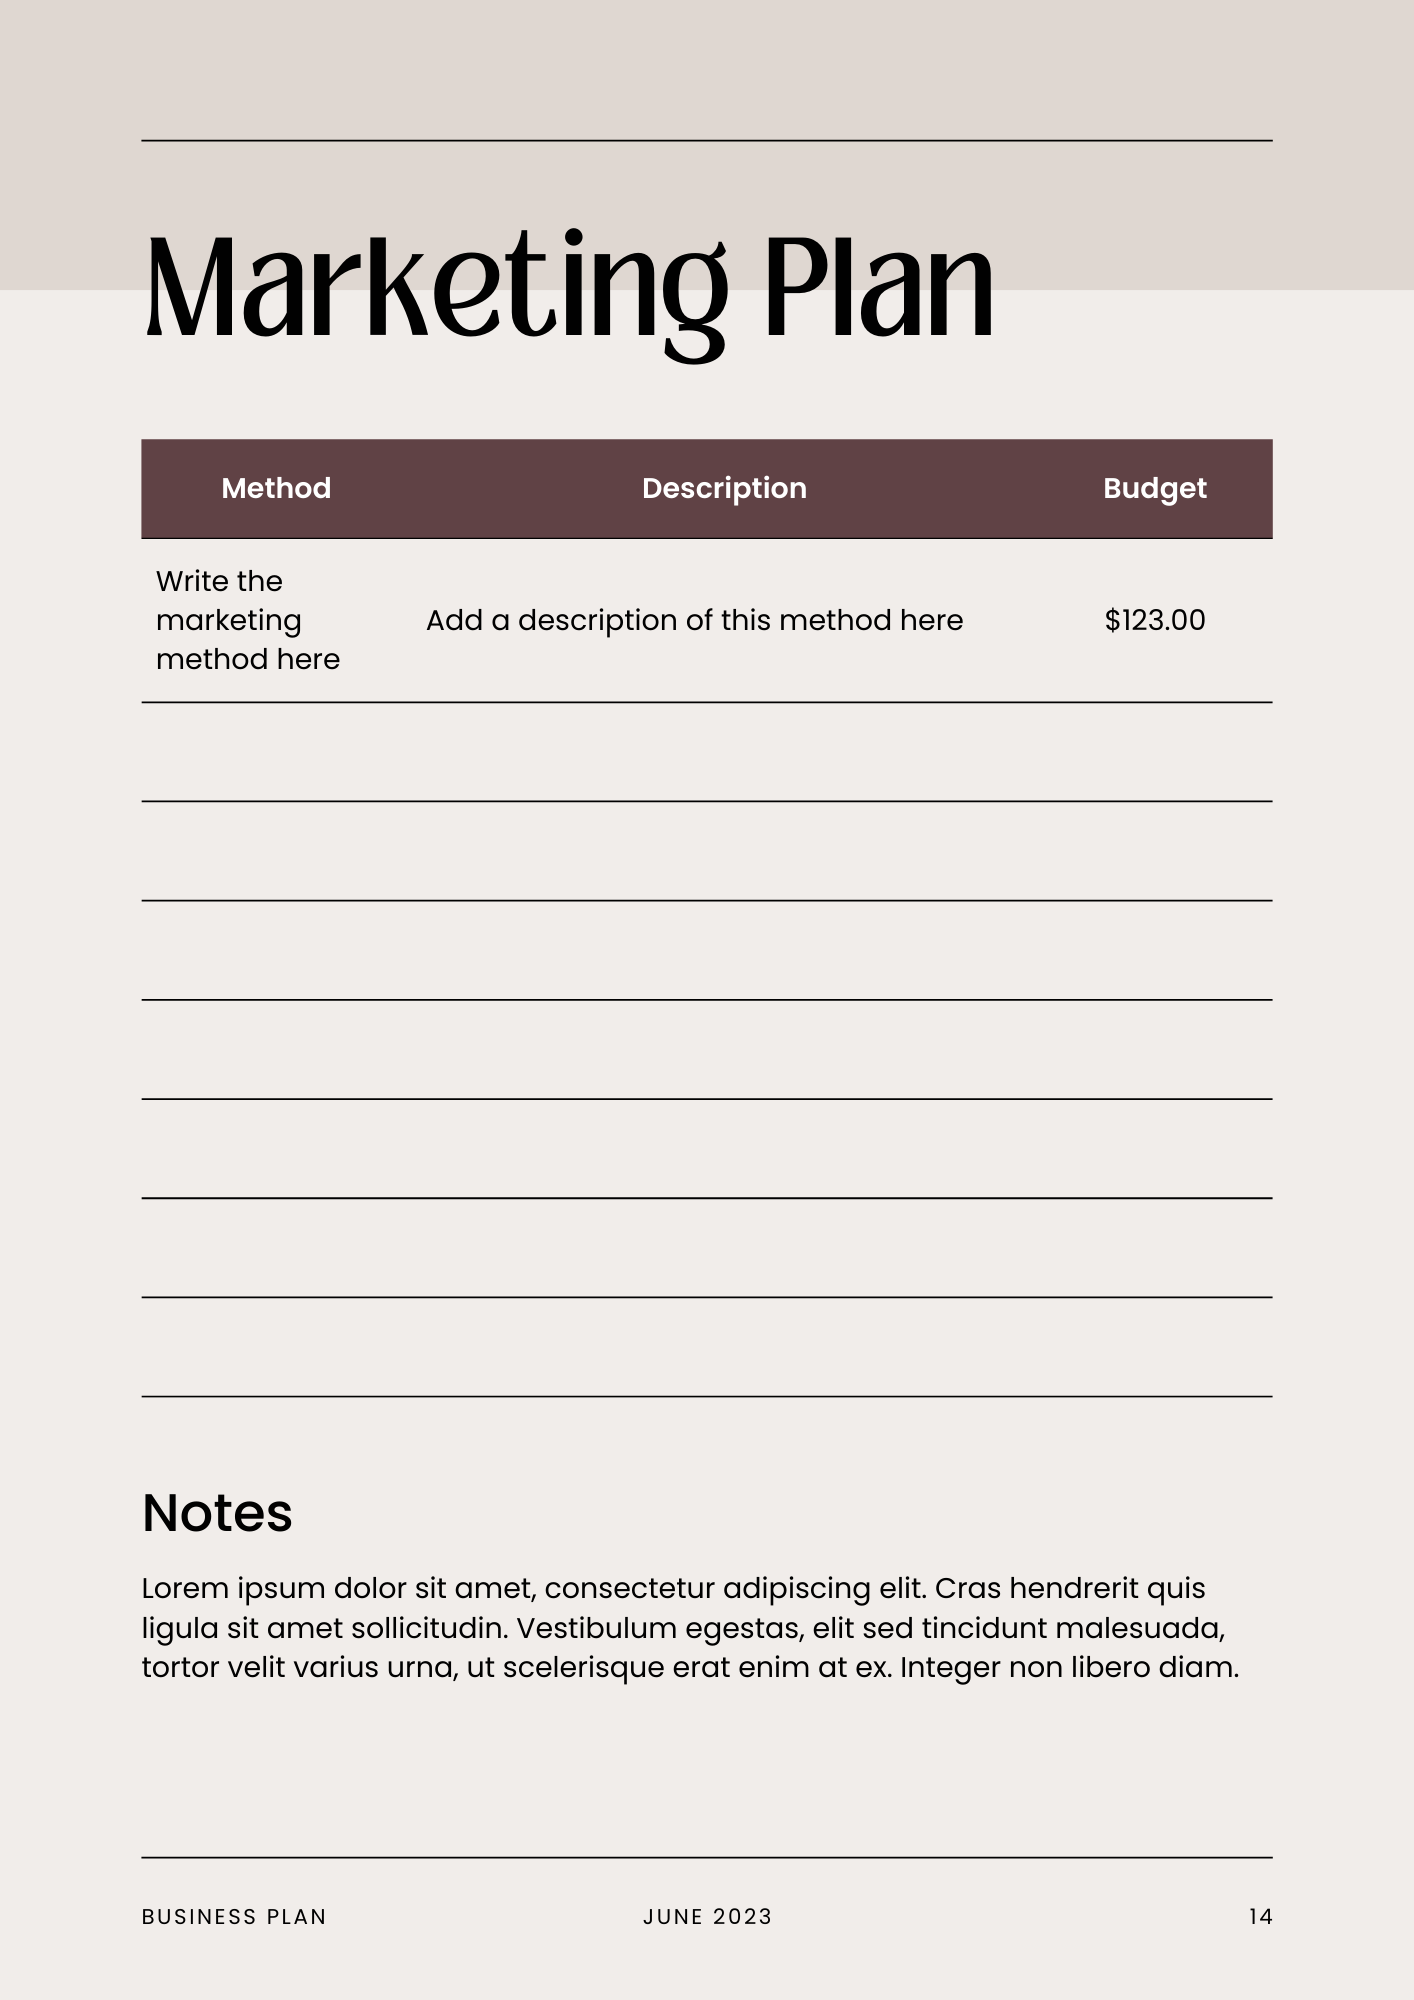 Marketing Plan
Method Description Budget
Write the
marketing
method here
Add a description of this method here
$123.00
Notes
Lorem ipsum dolor sit amet, consectetur adipiscing elit. Cras hendrerit quis
ligula sit amet sollicitudin. Vestibulum egestas, elit sed tincidunt malesuada,
tortor velit varius urna, ut scelerisque erat enim at ex. Integer non libero diam.
BUSINESS PLAN JUNE 2023 14